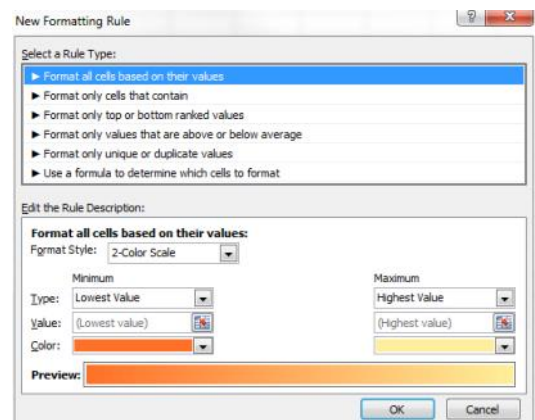 New Formatting Rule
Select a Rule Type:
► Format all cells based on their values
► Format only cells that contain
► Format only top or bottom ranked values
► Format only values that are above or below average
► Format only unique or duplicate values
► Use a formula to determine which cells to format
Edit the Rule Description:
Format all cells based on their values:
Format Style: 2-Color Scale
Minimum Maximum
Type: Lowest Value Highest Value
Value: (Lowest value) (Highest value)
Color:
Preview:
OK Cancel